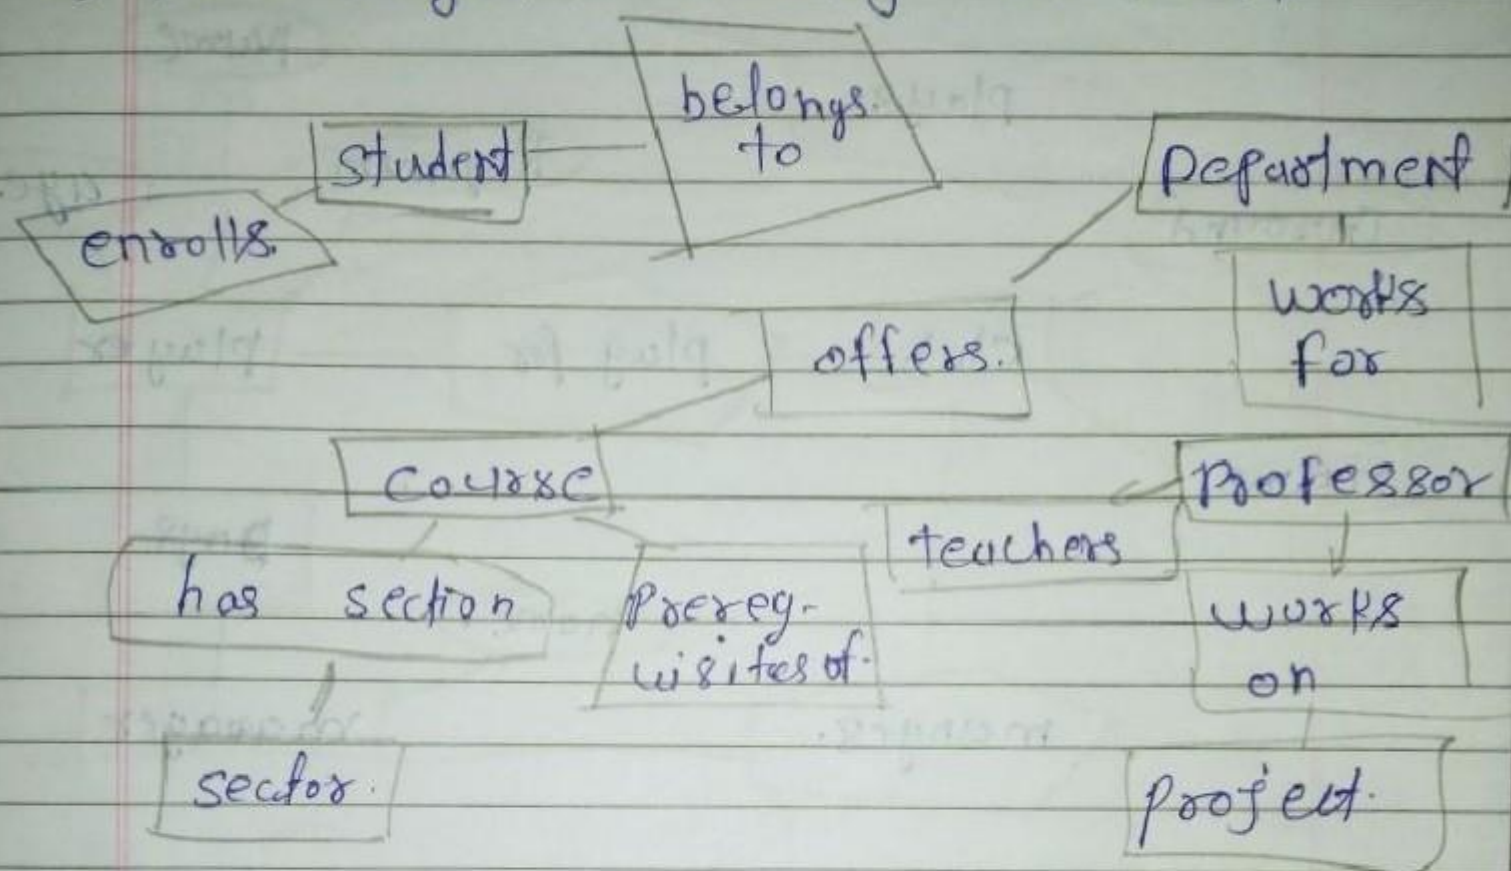 belongs
to
student
Department
enrolls.
works
for
offers.
course
Professor
teachers
has section
Prereq-
uisites of.
works
on
sector.
project.